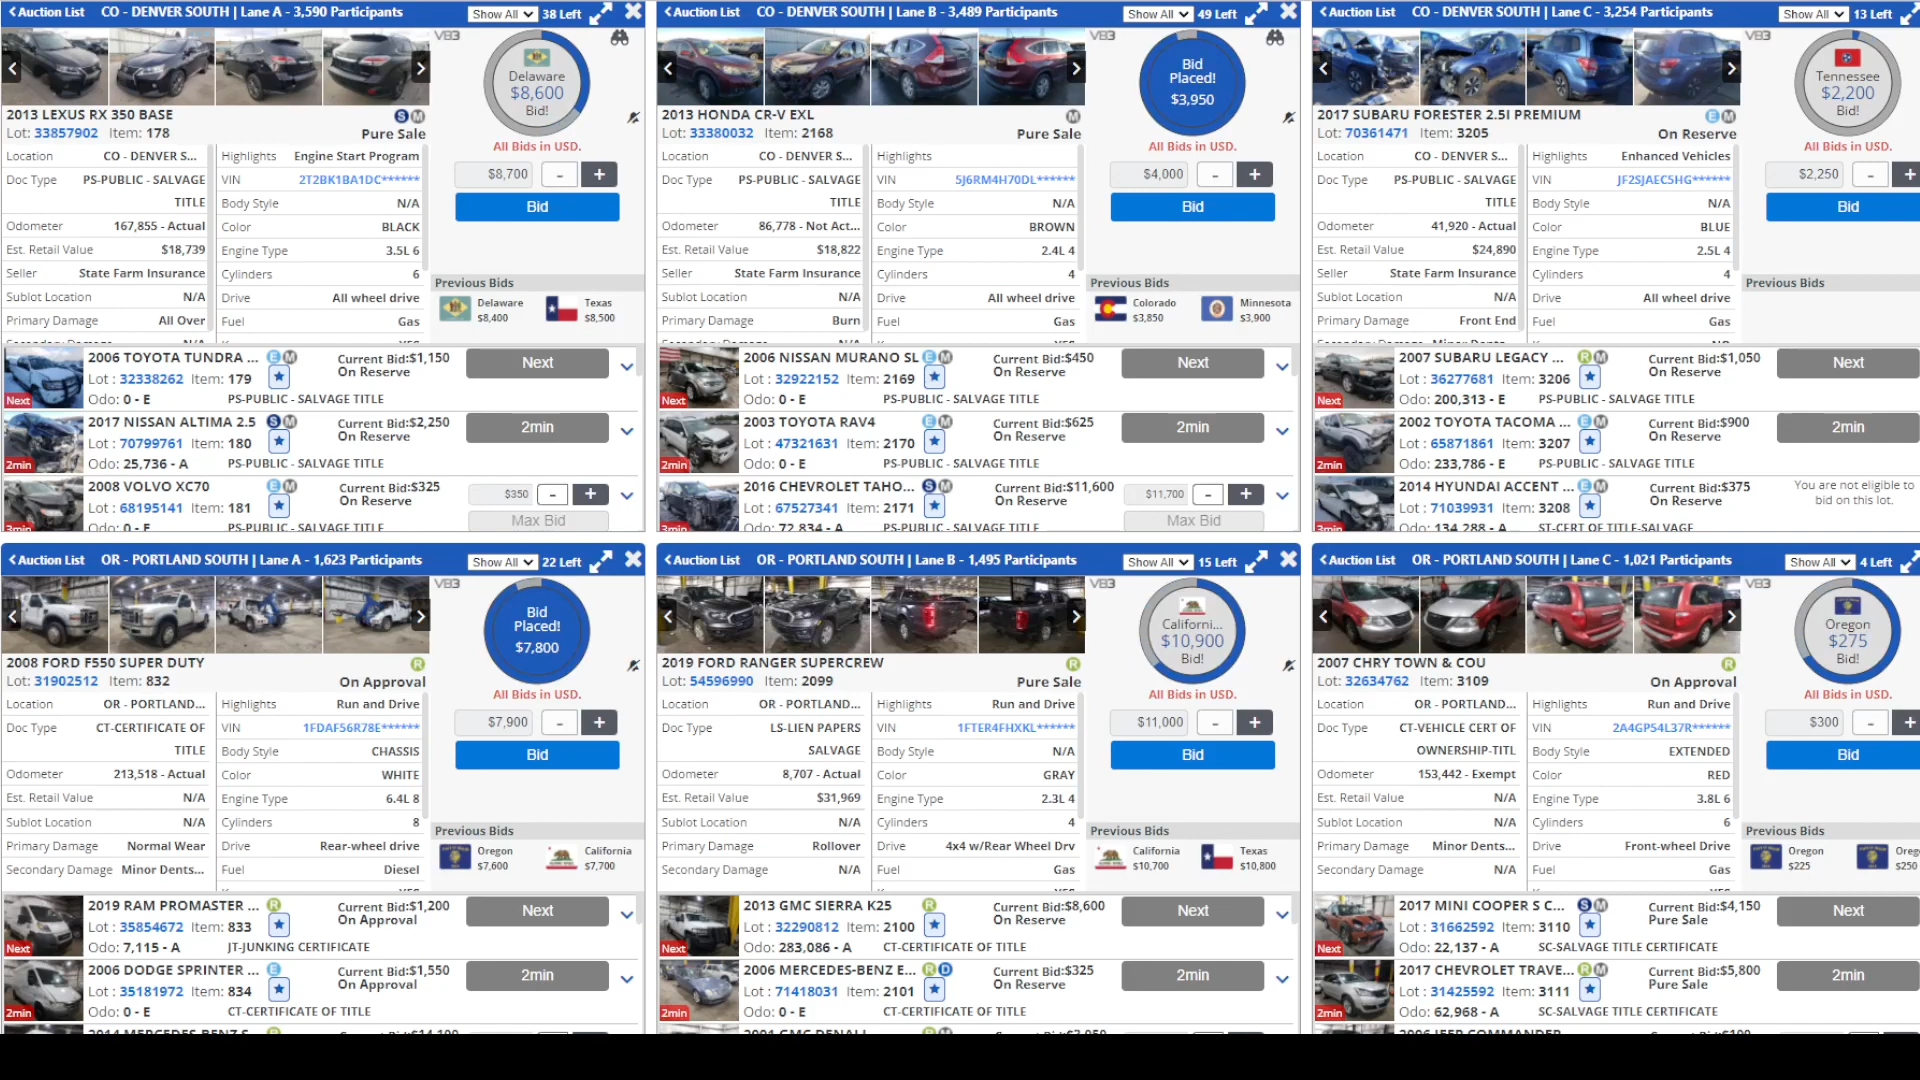 Auction List CO - DENVER SOUTH | Lane A - 3,590 Participants Show All 38 Left
VB3
Delaware
$8,600
Bid!
2013 LEXUS RX 350 BASE S M
Lot: 33857902 Item: 178 Pure Sale
All Bids in USD.
Location CO - DENVER S... Highlights Engine Start Program
Doc Type PS-PUBLIC - SALVAGE TITLE VIN 2T2BK1BA1DC******
Body Style N/A
Odometer 167,855 - Actual Color BLACK
Est. Retail Value $18,739 Engine Type 3.5L 6
Seller State Farm Insurance Cylinders 6
Sublot Location N/A Drive All wheel drive
Primary Damage All Over Fuel Gas
$8,700 - +
Bid
Previous Bids
Delaware $8,400 Texas $8,500
2006 TOYOTA TUNDRA ... E M Current Bid:$1,150 Next
Lot : 32338262 Item: 179 On Reserve
Next Odo: 0 - E PS-PUBLIC - SALVAGE TITLE
2017 NISSAN ALTIMA 2.5 S M Current Bid:$2,250 2min
Lot : 70799761 Item: 180 On Reserve
2min Odo: 25,736 - A PS-PUBLIC - SALVAGE TITLE
2008 VOLVO XC70 E M Current Bid:$325 $350 - +
Lot : 68195141 Item: 181 On Reserve Max Bid
3min Odo: 0 - E PS-PUBLIC - SALVAGE TITLE
Auction List CO - DENVER SOUTH | Lane B - 3,489 Participants Show All 49 Left
VB3
Bid
Placed!
$3,950
2013 HONDA CR-V EXL M
Lot: 33380032 Item: 2168 Pure Sale
All Bids in USD.
Location CO - DENVER S... Highlights
Doc Type PS-PUBLIC - SALVAGE TITLE VIN 5J6RM4H70DL******
Body Style N/A
Odometer 86,778 - Not Act... Color BROWN
Est. Retail Value $18,822 Engine Type 2.4L 4
Seller State Farm Insurance Cylinders 4
Sublot Location N/A Drive All wheel drive
Primary Damage Burn Fuel Gas
$4,000 - +
Bid
Previous Bids
Colorado $3,850 Minnesota $3,900
2006 NISSAN MURANO SL E M Current Bid:$450 Next
Lot : 32922152 Item: 2169 On Reserve
Next Odo: 0 - E PS-PUBLIC - SALVAGE TITLE
2003 TOYOTA RAV4 E M Current Bid:$625 2min
Lot : 47321631 Item: 2170 On Reserve
2min Odo: 0 - E PS-PUBLIC - SALVAGE TITLE
2016 CHEVROLET TAHO... S M Current Bid:$11,600 $11,700 - +
Lot : 67527341 Item: 2171 On Reserve Max Bid
3min Odo: 72,834 - A PS-PUBLIC - SALVAGE TITLE
Auction List CO - DENVER SOUTH | Lane C - 3,254 Participants Show All 13 Left
VB3
Tennessee
$2,200
Bid!
2017 SUBARU FORESTER 2.5I PREMIUM E M
Lot: 70361471 Item: 3205 On Reserve
All Bids in USD.
Location CO - DENVER S... Highlights Enhanced Vehicles
Doc Type PS-PUBLIC - SALVAGE TITLE VIN JF2SJAEC5HG******
Body Style N/A
Odometer 41,920 - Actual Color BLUE
Est. Retail Value $24,890 Engine Type 2.5L 4
Seller State Farm Insurance Cylinders 4
Sublot Location N/A Drive All wheel drive
Primary Damage Front End Fuel Gas
$2,250 - +
Bid
Previous Bids
2007 SUBARU LEGACY ... R M Current Bid:$1,050 Next
Lot : 36277681 Item: 3206 On Reserve
Next Odo: 200,313 - E PS-PUBLIC - SALVAGE TITLE
2002 TOYOTA TACOMA ... E M Current Bid:$900 2min
Lot : 65871861 Item: 3207 On Reserve
2min Odo: 233,786 - E PS-PUBLIC - SALVAGE TITLE
2014 HYUNDAI ACCENT ... E M Current Bid:$375 You are not eligible to
Lot : 71039931 Item: 3208 On Reserve bid on this lot.
3min Odo: 134,288 - A ST-CERT OF TITLE-SALVAGE
Auction List OR - PORTLAND SOUTH | Lane A - 1,623 Participants Show All 22 Left
VB3
Bid
Placed!
$7,800
2008 FORD F550 SUPER DUTY R
Lot: 31902512 Item: 832 On Approval
All Bids in USD.
Location OR - PORTLAND... Highlights Run and Drive
Doc Type CT-CERTIFICATE OF TITLE VIN 1FDAF56R78E******
Body Style CHASSIS
Odometer 213,518 - Actual Color WHITE
Est. Retail Value N/A Engine Type 6.4L 8
Sublot Location N/A Cylinders 8
Primary Damage Normal Wear Drive Rear-wheel drive
Secondary Damage Minor Dents... Fuel Diesel
$7,900 - +
Bid
Previous Bids
Oregon $7,600 California $7,700
2019 RAM PROMASTER ... R Current Bid:$1,200 Next
Lot : 35854672 Item: 833 On Approval
Next Odo: 7,115 - A JT-JUNKING CERTIFICATE
2006 DODGE SPRINTER ... E Current Bid:$1,550 2min
Lot : 35181972 Item: 834 On Approval
2min Odo: 0 - E CT-CERTIFICATE OF TITLE
Auction List OR - PORTLAND SOUTH | Lane B - 1,495 Participants Show All 15 Left
VB3
Californi...
$10,900
Bid!
2019 FORD RANGER SUPERCREW R
Lot: 54596990 Item: 2099 Pure Sale
All Bids in USD.
Location OR - PORTLAND... Highlights Run and Drive
Doc Type LS-LIEN PAPERS SALVAGE VIN 1FTER4FHXKL******
Body Style N/A
Odometer 8,707 - Actual Color GRAY
Est. Retail Value $31,969 Engine Type 2.3L 4
Sublot Location N/A Cylinders 4
Primary Damage Rollover Drive 4x4 w/Rear Wheel Drv
Secondary Damage N/A Fuel Gas
$11,000 - +
Bid
Previous Bids
California $10,700 Texas $10,800
2013 GMC SIERRA K25 R Current Bid:$8,600 Next
Lot : 32290812 Item: 2100 On Reserve
Next Odo: 283,086 - A CT-CERTIFICATE OF TITLE
2006 MERCEDES-BENZ E... R D Current Bid:$325 2min
Lot : 71418031 Item: 2101 On Reserve
2min Odo: 0 - E CT-CERTIFICATE OF TITLE
Auction List OR - PORTLAND SOUTH | Lane C - 1,021 Participants Show All 4 Left
VB3
Oregon
$275
Bid!
2007 CHRY TOWN & COU R
Lot: 32634762 Item: 3109 On Approval
All Bids in USD.
Location OR - PORTLAND... Highlights Run and Drive
Doc Type CT-VEHICLE CERT OF OWNERSHIP-TITL VIN 2A4GP54L37R******
Body Style EXTENDED
Odometer 153,442 - Exempt Color RED
Est. Retail Value N/A Engine Type 3.8L 6
Sublot Location N/A Cylinders 6
Primary Damage Minor Dents... Drive Front-wheel Drive
Secondary Damage N/A Fuel Gas
$300 - +
Bid
Previous Bids
Oregon $225 Oreg $250
2017 MINI COOPER S C... S M Current Bid:$4,150 Next
Lot : 31662592 Item: 3110 Pure Sale
Next Odo: 22,137 - A SC-SALVAGE TITLE CERTIFICATE
2017 CHEVROLET TRAVE... R M Current Bid:$5,800 2min
Lot : 31425592 Item: 3111 Pure Sale
2min Odo: 62,968 - A SC-SALVAGE TITLE CERTIFICATE